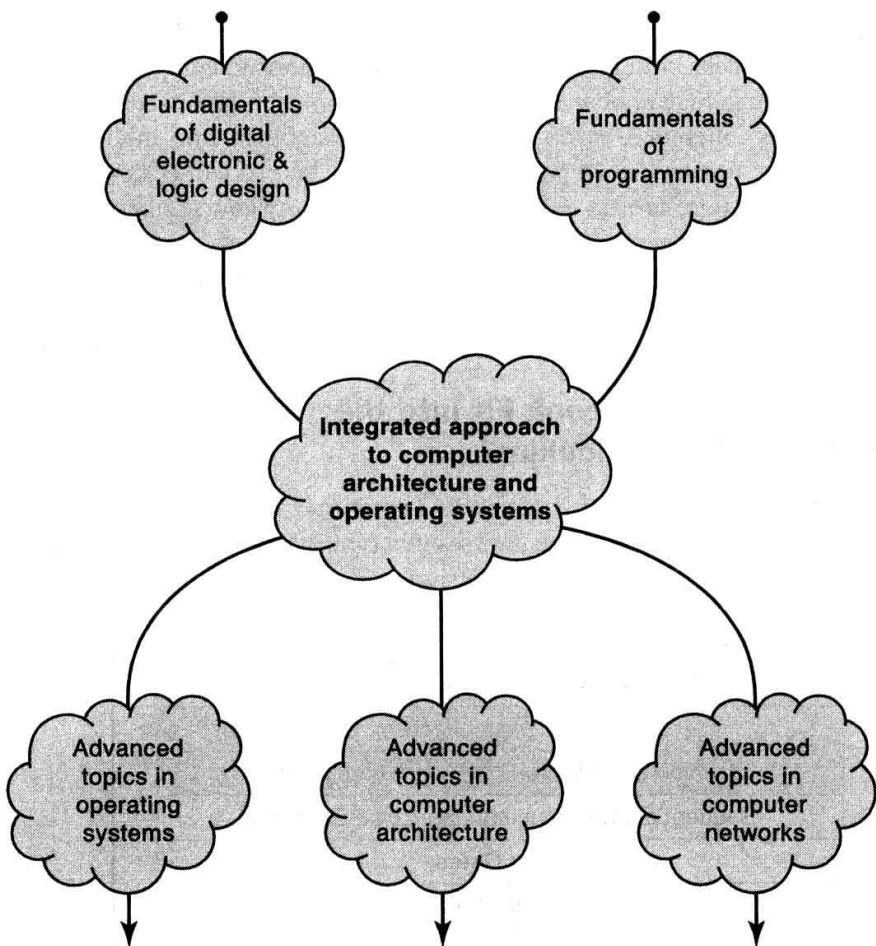 Fundamentals
of digital
electronic &
logic design
Fundamentals
of
programming
Integrated approach
to computer
architecture and
operating systems
Advanced
topics in
operating
systems
Advanced
topics in
computer
architecture
Advanced
topics in
computer
networks